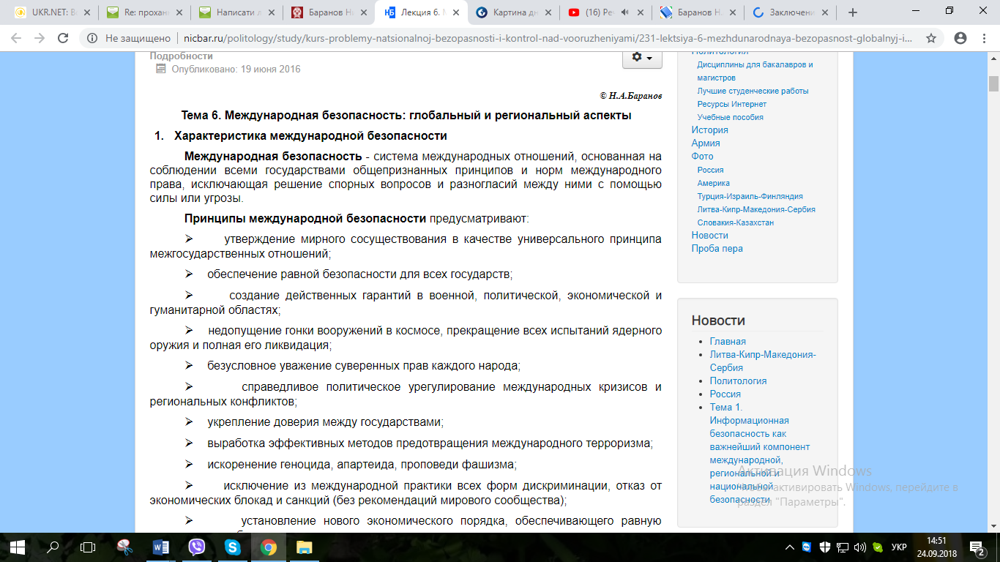 UKR.NET: Вс
Re: прохан
Написати л
Баранов Ни
Лекция 6. М
Картина дн
(16) Реч
Баранов Н.
Заключени
Не защищено
nicbar.ru/politology/study/kurs-problemy-natsionalnoj-bezopasnosti-i-kontrol-nad-vooruzheniyami/231-lektsiya-6-mezhdunarodnaya-bezopasnost-globalnyj-i...
Подробности
Опубликовано: 19 июня 2016
© Н.А.Баранов
Тема 6. Международная безопасность: глобальный и региональный аспекты
1. Характеристика международной безопасности
Международная безопасность - система международных отношений, основанная на
соблюдении всеми государствами общепризнанных принципов и норм международного
права, исключающая решение спорных вопросов и разногласий между ними с помощью
силы или угрозы.
Принципы международной безопасности предусматривают:
➢ утверждение мирного сосуществования в качестве универсального принципа
межгосударственных отношений;
➢ обеспечение равной безопасности для всех государств;
➢ создание действенных гарантий в военной, политической, экономической и
гуманитарной областях;
➢ недопущение гонки вооружений в космосе, прекращение всех испытаний ядерного
оружия и полная его ликвидация;
➢ безусловное уважение суверенных прав каждого народа;
➢ справедливое политическое урегулирование международных кризисов и
региональных конфликтов;
➢ укрепление доверия между государствами;
➢ выработка эффективных методов предотвращения международного терроризма;
➢ искоренение геноцида, апартеида, проповеди фашизма;
➢ исключение из международной практики всех форм дискриминации, отказ от
экономических блокад и санкций (без рекомендаций мирового сообщества);
➢ установление нового экономического порядка, обеспечивающего равную
Политология
Дисциплины для бакалавров и
магистров
Лучшие студенческие работы
Ресурсы Интернет
Учебные пособия
История
Армия
Фото
Россия
Америка
Турция-Израиль-Финляндия
Литва-Кипр-Македония-Сербия
Словакия-Казахстан
Новости
Проба пера
Новости
Главная
Литва-Кипр-Македония-
Сербия
Политология
Россия
Тема 1.
Информационная
безопасность как
важнейший компонент
международной,
региональной и
национальной
безопасности
Активация Windows
Чтобы активировать Windows, перейдите в
раздел "Параметры".
УКР
14:51
24.09.2018
2